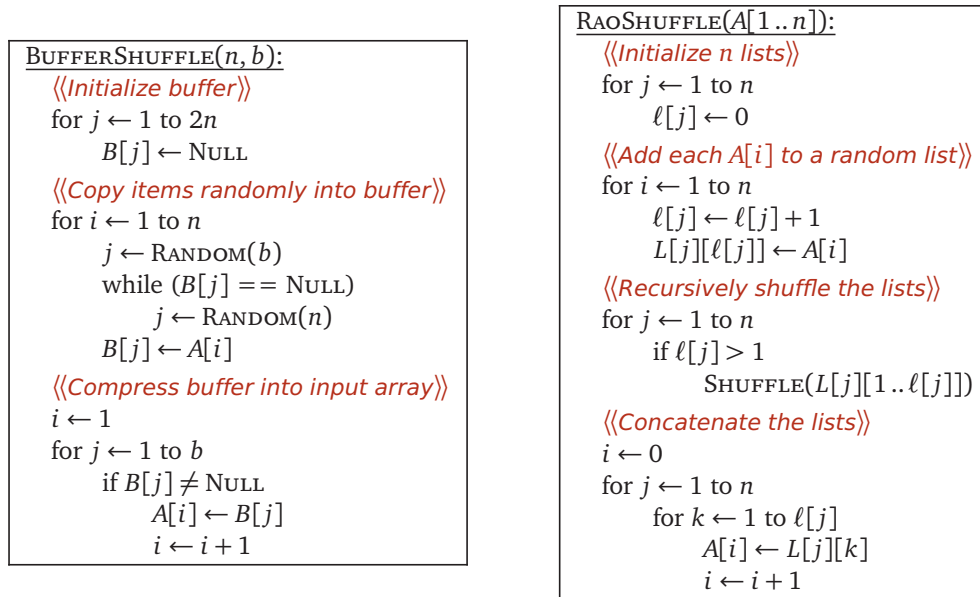 BUFFERSHUFFLE(n, b):
⟨⟨Initialize buffer⟩⟩
for j ← 1 to 2n
B[j] ← NULL
⟨⟨Copy items randomly into buffer⟩⟩
for i ← 1 to n
j ← RANDOM(b)
while (B[j] == NULL)
j ← RANDOM(n)
B[j] ← A[i]
⟨⟨Compress buffer into input array⟩⟩
i ← 1
for j ← 1 to b
if B[j] ≠ NULL
A[i] ← B[j]
i ← i + 1
RAOSHUFFLE(A[1 .. n]):
⟨⟨Initialize n lists⟩⟩
for j ← 1 to n
ℓ[j] ← 0
⟨⟨Add each A[i] to a random list⟩⟩
for i ← 1 to n
ℓ[j] ← ℓ[j] + 1
L[j][ℓ[j]] ← A[i]
⟨⟨Recursively shuffle the lists⟩⟩
for j ← 1 to n
if ℓ[j] > 1
SHUFFLE(L[j][1 .. ℓ[j]])
⟨⟨Concatenate the lists⟩⟩
i ← 0
for j ← 1 to n
for k ← 1 to ℓ[j]
A[i] ← L[j][k]
i ← i + 1